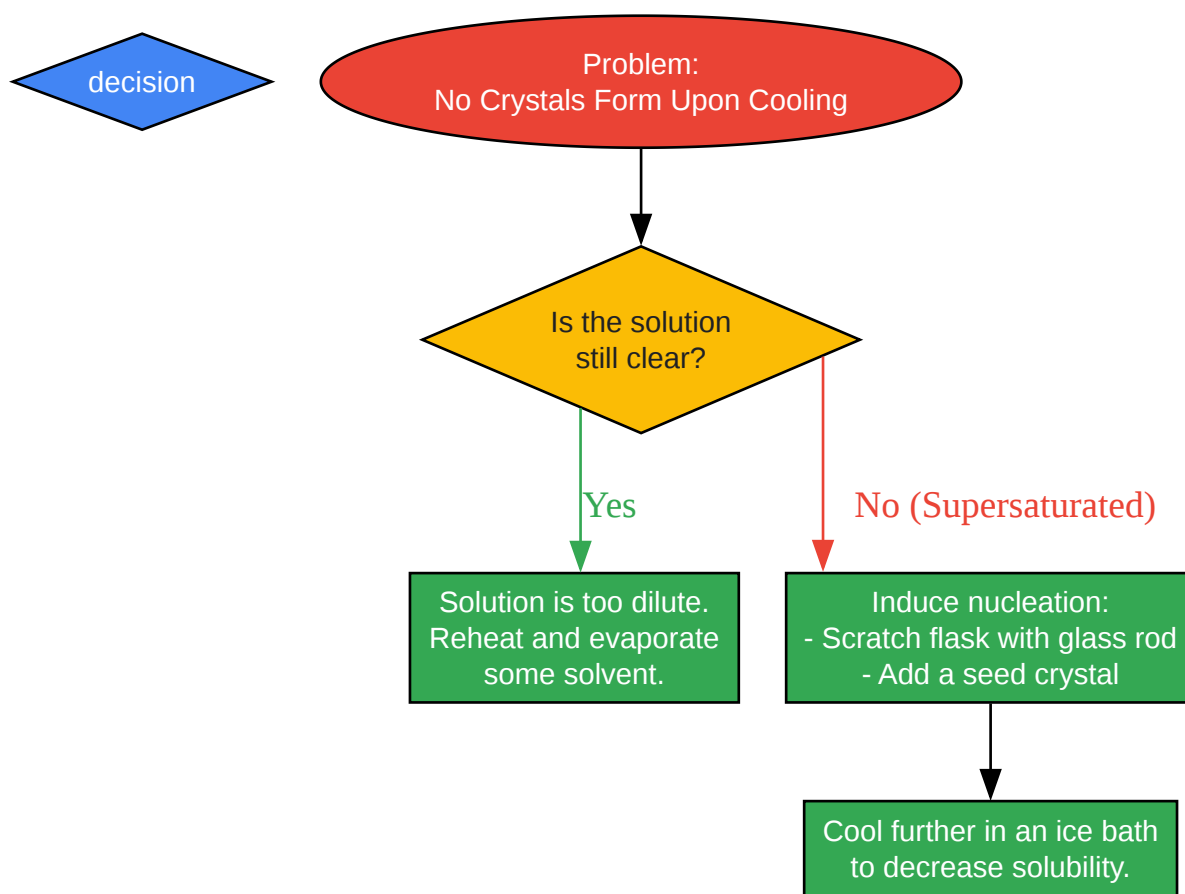 decision
Problem:
No Crystals Form Upon Cooling
Is the solution
still clear?
Yes
No (Supersaturated)
Solution is too dilute.
Reheat and evaporate
some solvent.
Induce nucleation:
- Scratch flask with glass rod
- Add a seed crystal
Cool further in an ice bath
to decrease solubility.